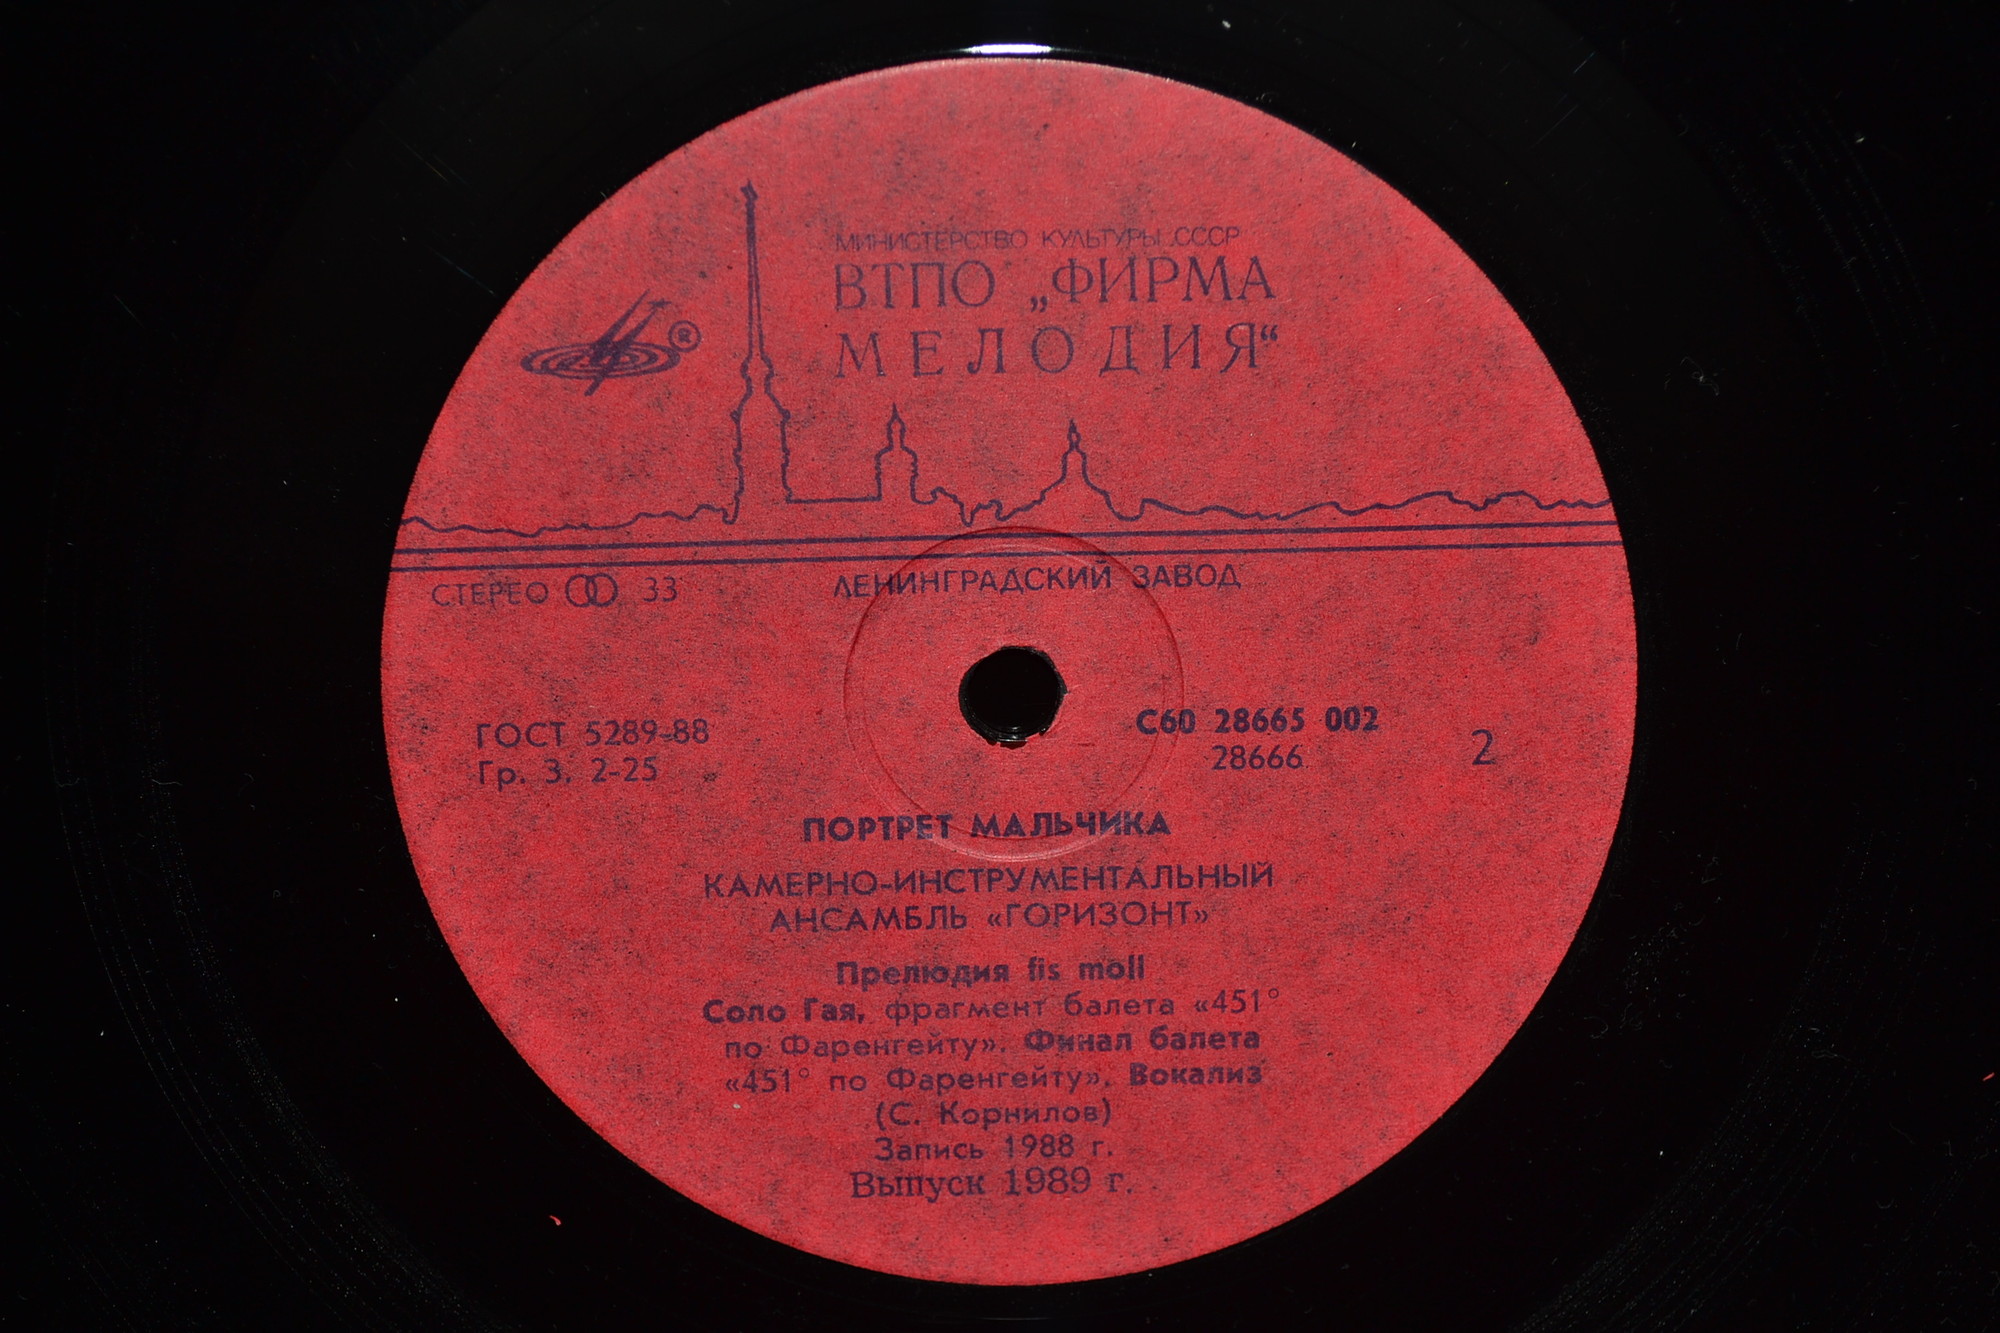 МИНИСТЕРСТВО КУЛЬТУРЫ СССР
ВТПО „ФИРМА
МЕЛОДИЯ“
®
СТЕРЕО 33
ЛЕНИНГРАДСКИЙ ЗАВОД
ГОСТ 5289-88
Гр. 3. 2-25
С60 28665 002
28666
2
ПОРТРЕТ МАЛЬЧИКА
КАМЕРНО-ИНСТРУМЕНТАЛЬНЫЙ
АНСАМБЛЬ «ГОРИЗОНТ»
Прелюдия fis moll
Соло Гая, фрагмент балета «451°
по Фаренгейту». Финал балета
«451° по Фаренгейту». Вокализ
(С. Корнилов)
Запись 1988 г.
Выпуск 1989 г.